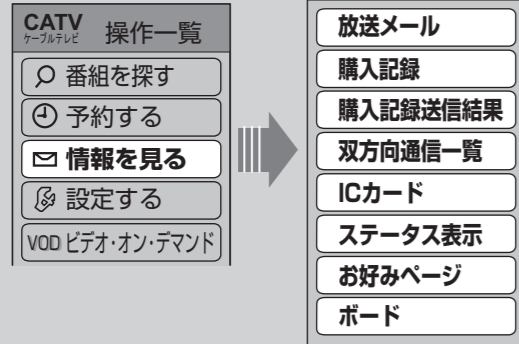 CATV
ケーブルテレビ
操作一覧
番組を探す
予約する
情報を見る
設定する
VOD ビデオ・オン・デマンド
放送メール
購入記録
購入記録送信結果
双方向通信一覧
ICカード
ステータス表示
お好みページ
ボード